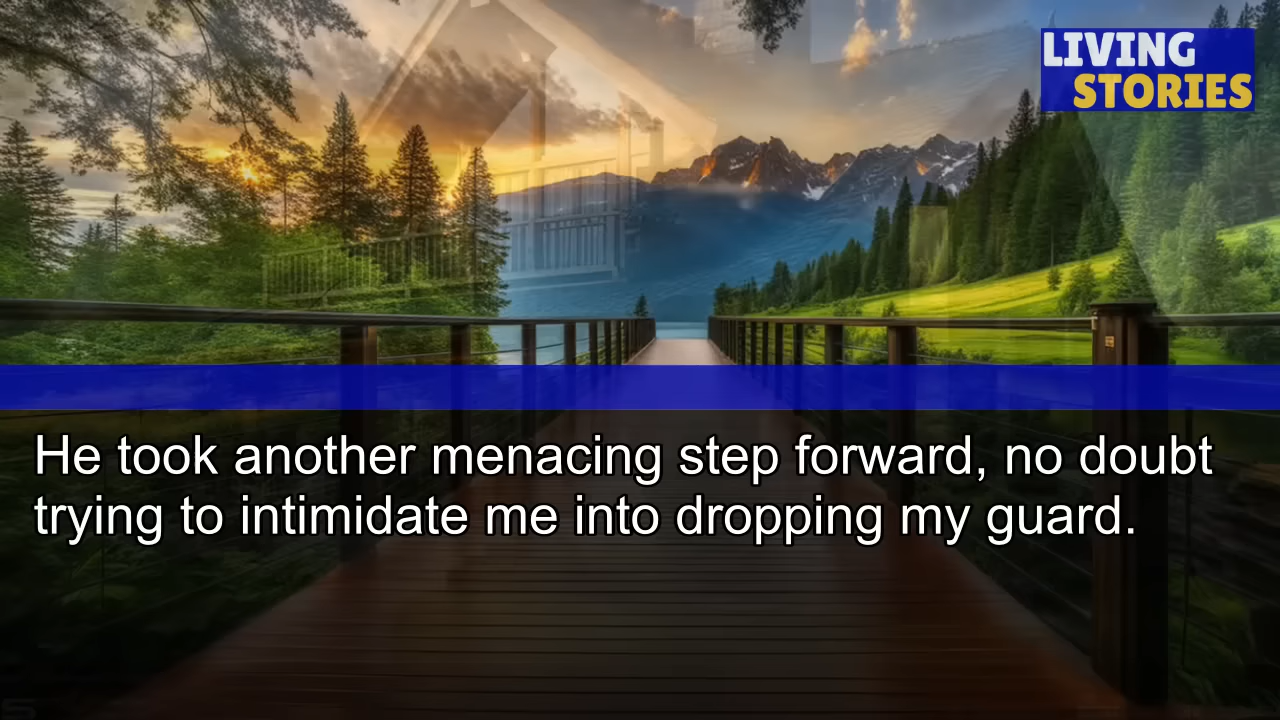 LIVING
STORIES
He took another menacing step forward, no doubt
trying to intimidate me into dropping my guard.